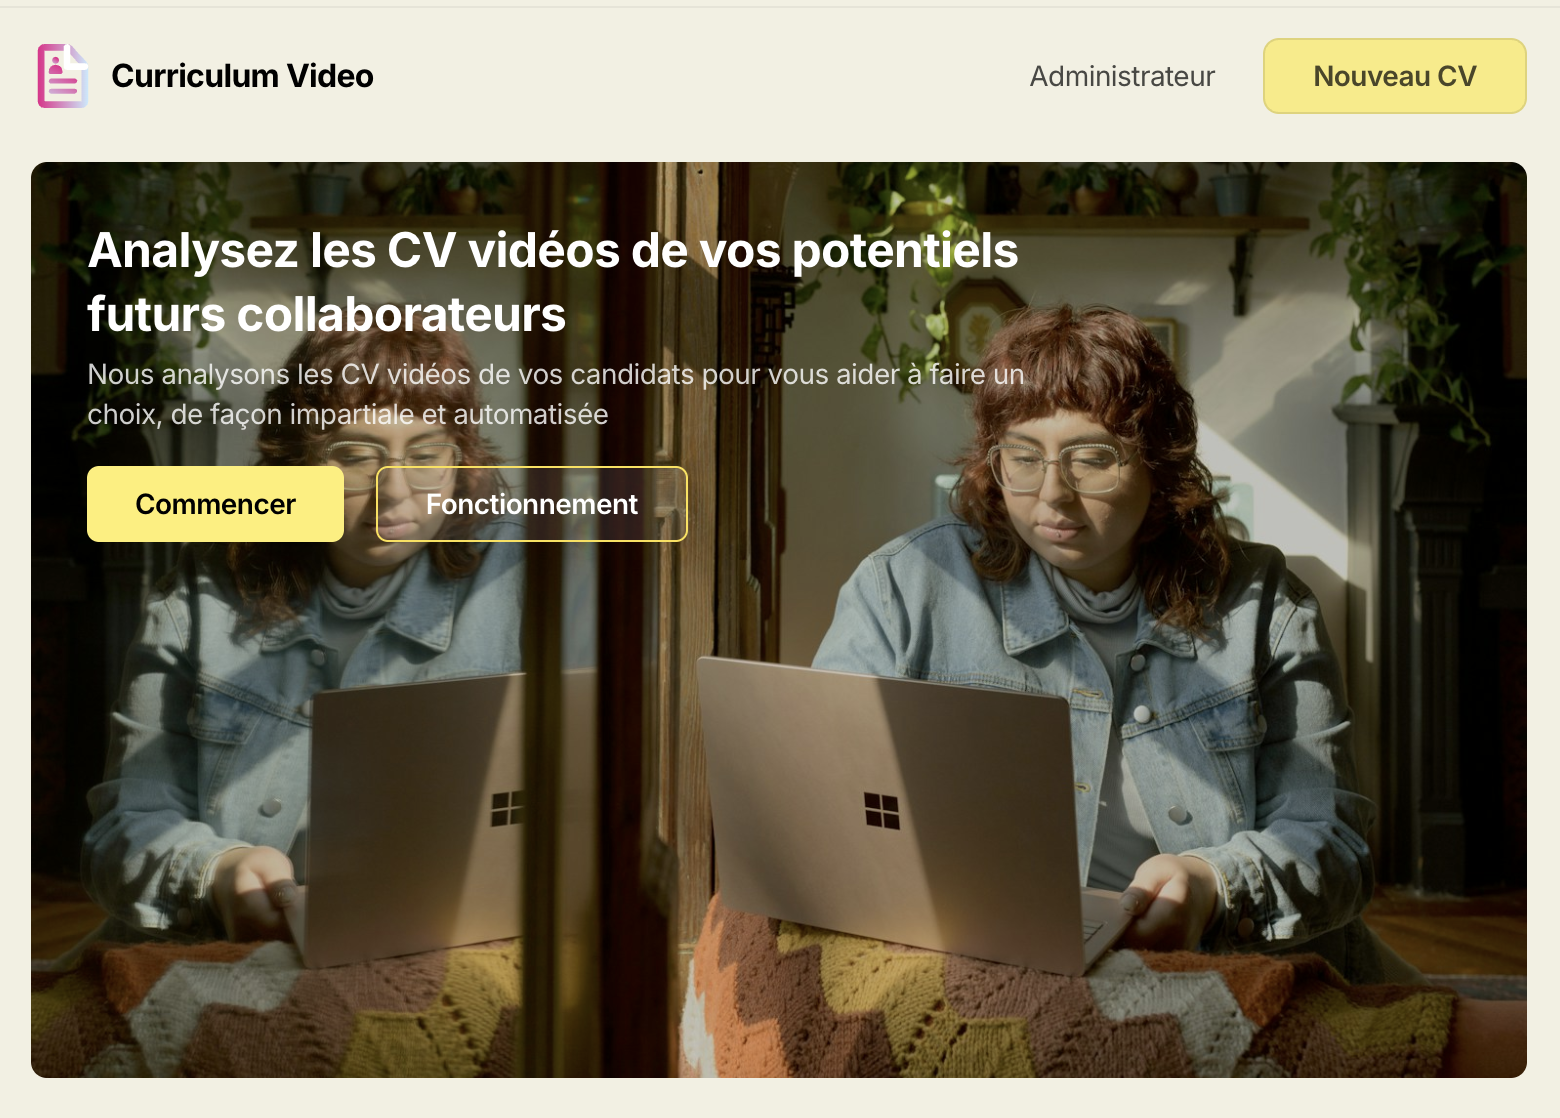 Curriculum Video
Administrateur
Nouveau CV
Analysez les CV vidéos de vos potentiels
futurs collaborateurs
Nous analysons les CV vidéos de vos candidats pour vous aider à faire un
choix, de façon impartiale et automatisée
Commencer
Fonctionnement